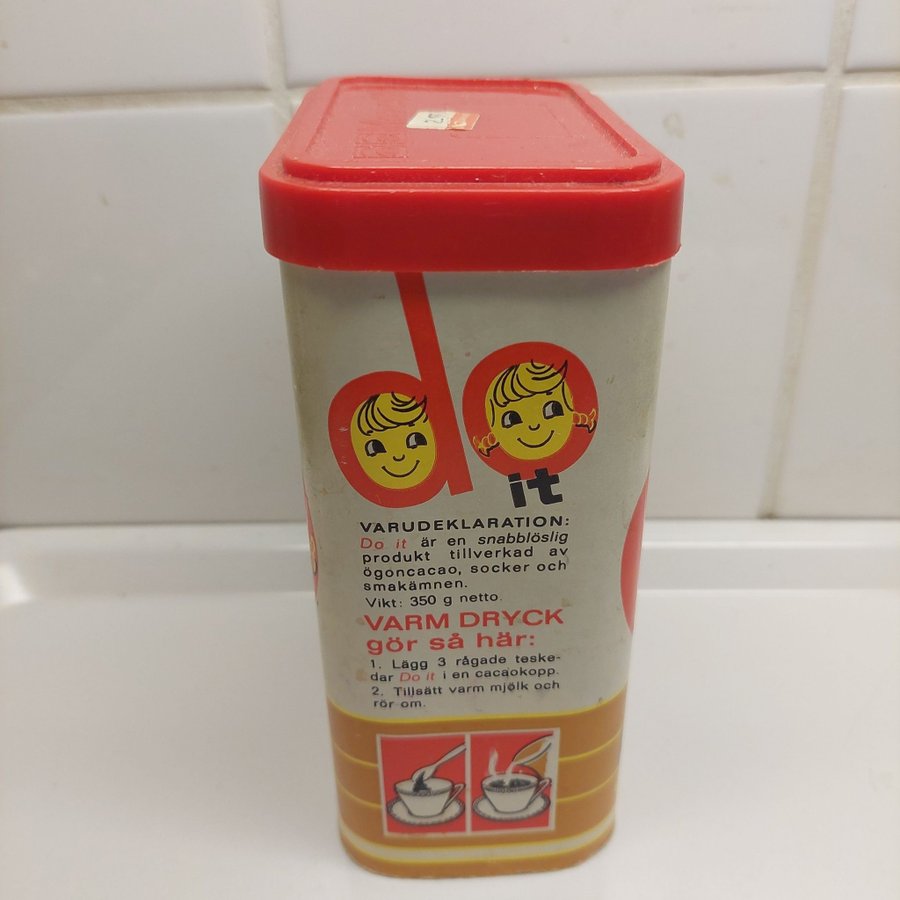 do
it
VARUDEKLARATION:
Do it är en snabblöslig
produkt tillverkad av
ögoncacao, socker och
smakämnen.
Vikt: 350 g netto.
VARM DRYCK
gör så här:
1. Lägg 3 rågade teske-
dar Do it i en cacaokopp.
2. Tillsätt varm mjölk och
rör om.